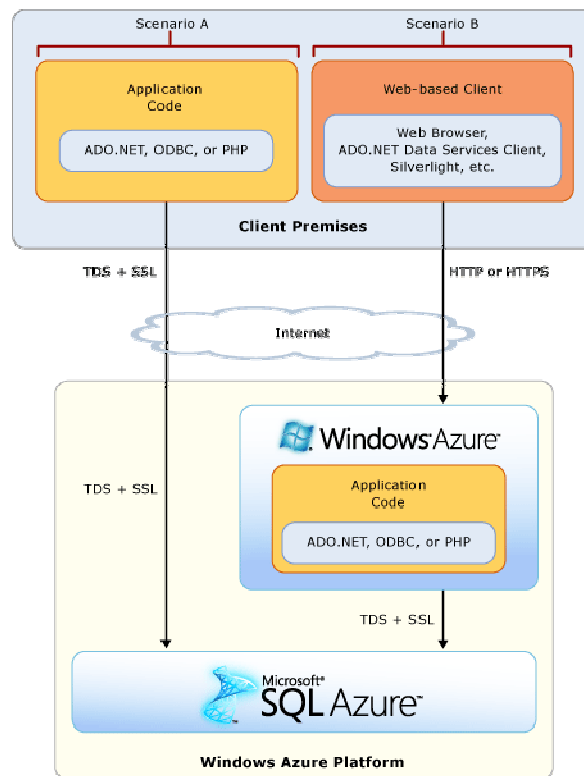 Scenario A
Scenario B
Application
Code
ADO.NET, ODBC, or PHP
Web-based Client
Web Browser,
ADO.NET Data Services Client,
Silverlight, etc.
Client Premises
TDS + SSL
HTTP or HTTPS
Internet
Windows Azure™
Application
Code
ADO.NET, ODBC, or PHP
TDS + SSL
TDS + SSL
Microsoft®
SQL Azure™
Windows Azure Platform